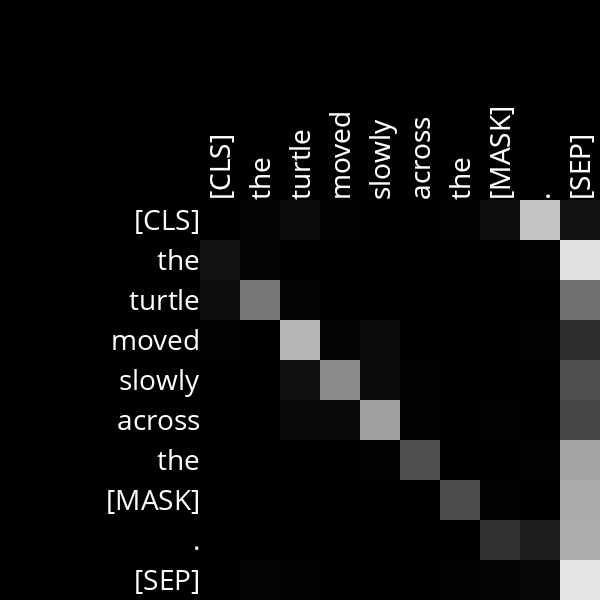 [CLS] the turtle moved slowly across the [MASK] . [SEP]
[CLS]
the
turtle
moved
slowly
across
the
[MASK]
.
[SEP]